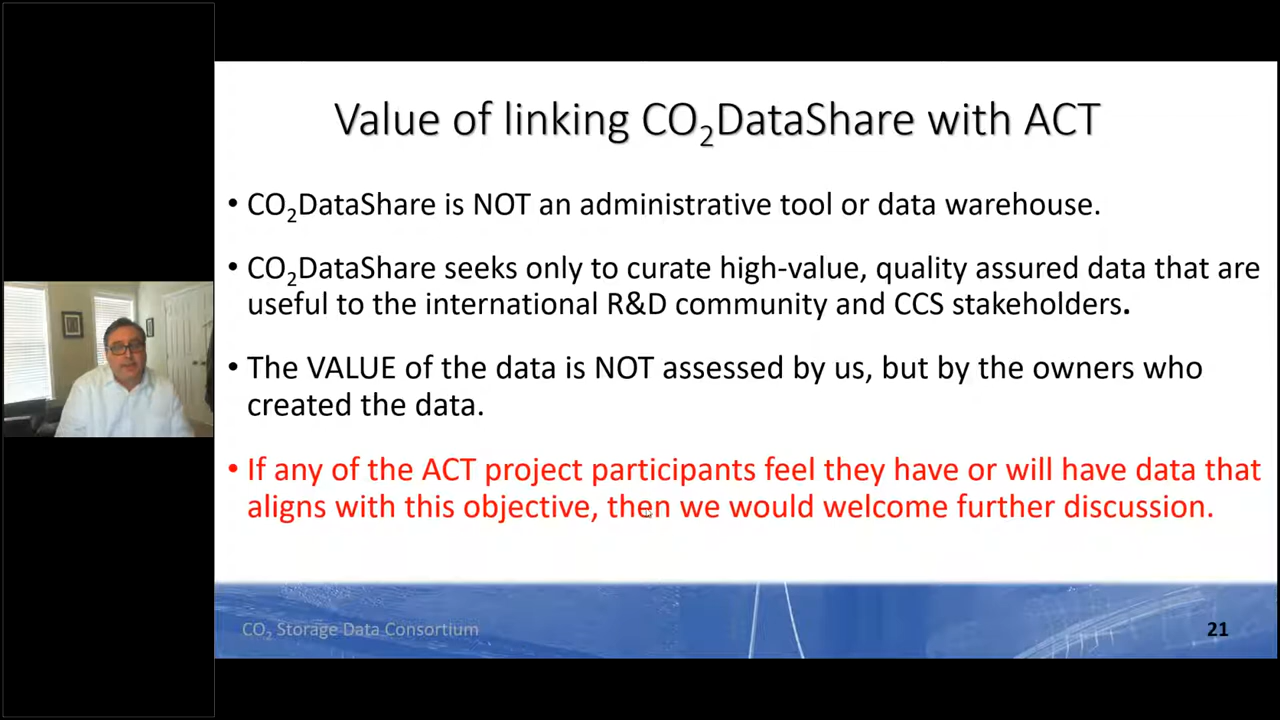 Value of linking CO₂DataShare with ACT
• CO₂DataShare is NOT an administrative tool or data warehouse.
• CO₂DataShare seeks only to curate high-value, quality assured data that are
useful to the international R&D community and CCS stakeholders.
• The VALUE of the data is NOT assessed by us, but by the owners who
created the data.
• If any of the ACT project participants feel they have or will have data that
aligns with this objective, then we would welcome further discussion.
CO₂ Storage Data Consortium
21